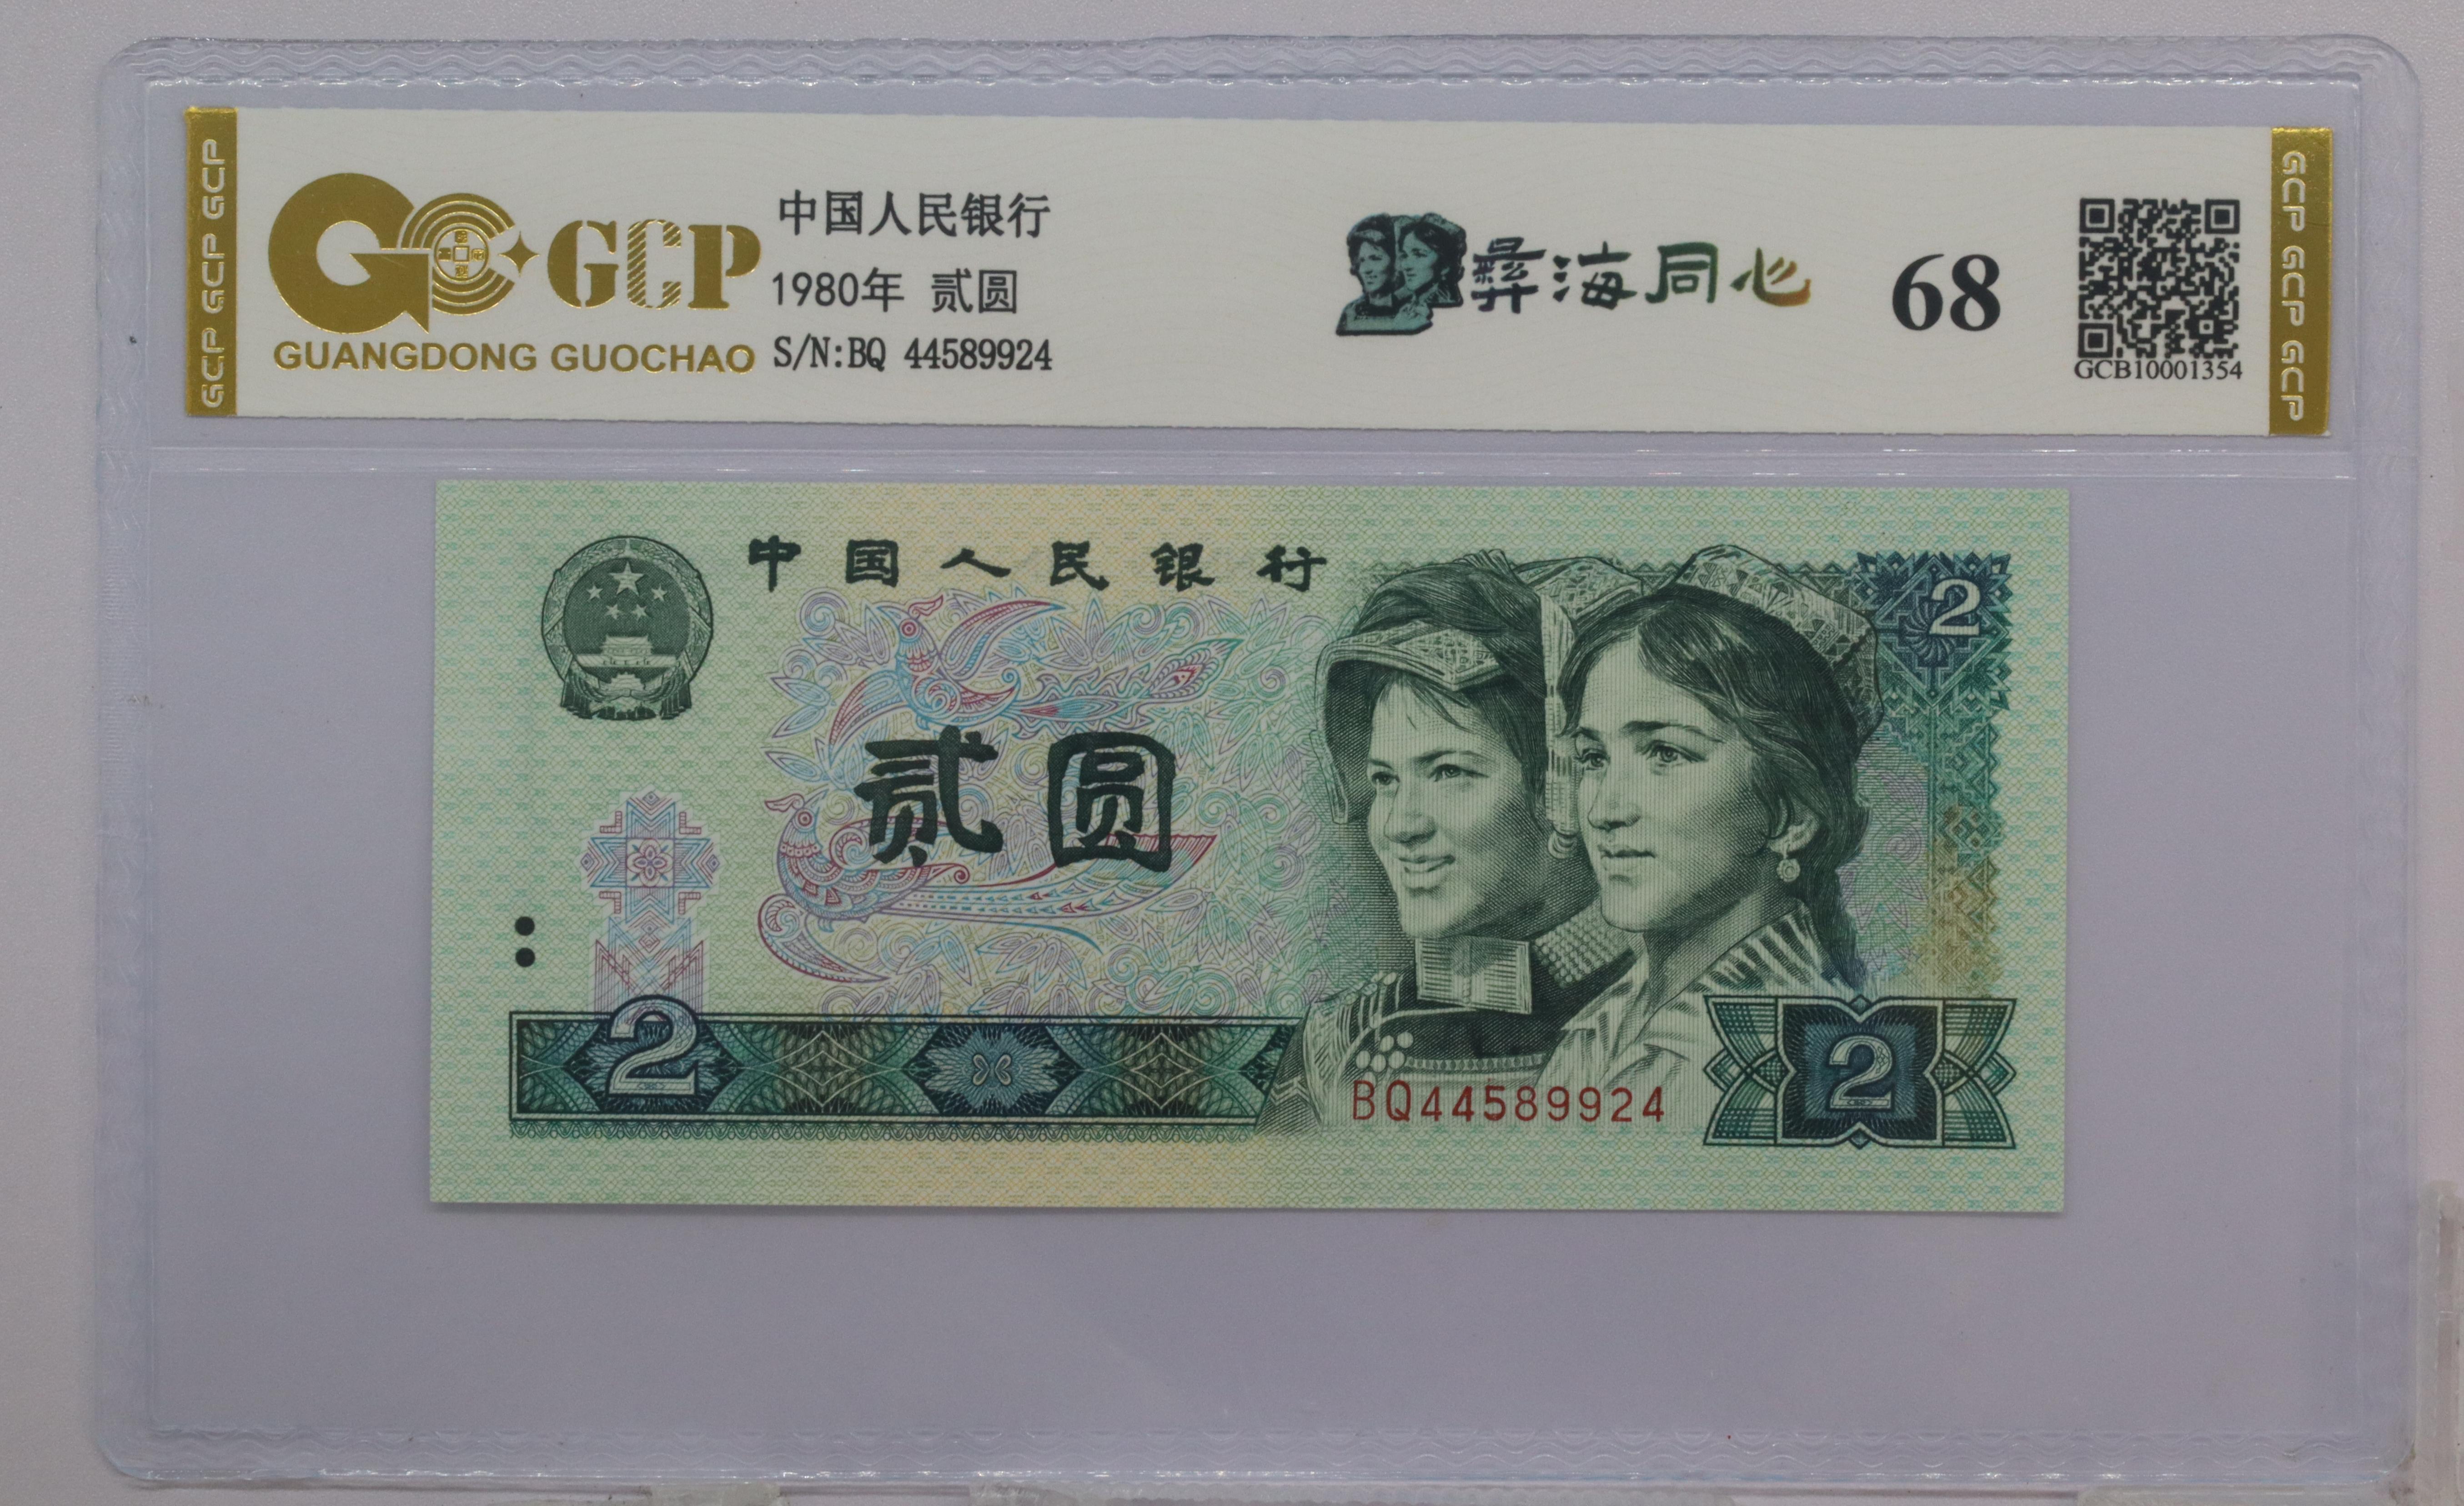 GCP GCP GCP
GCP
GUANGDONG GUOCHAO
中国人民银行
1980年 贰圆
S/N:BQ 44589924
彝海同心
68
GCB10001354
GCP GCP GCP
中国人民银行
2
贰圆
2
BQ44589924
2